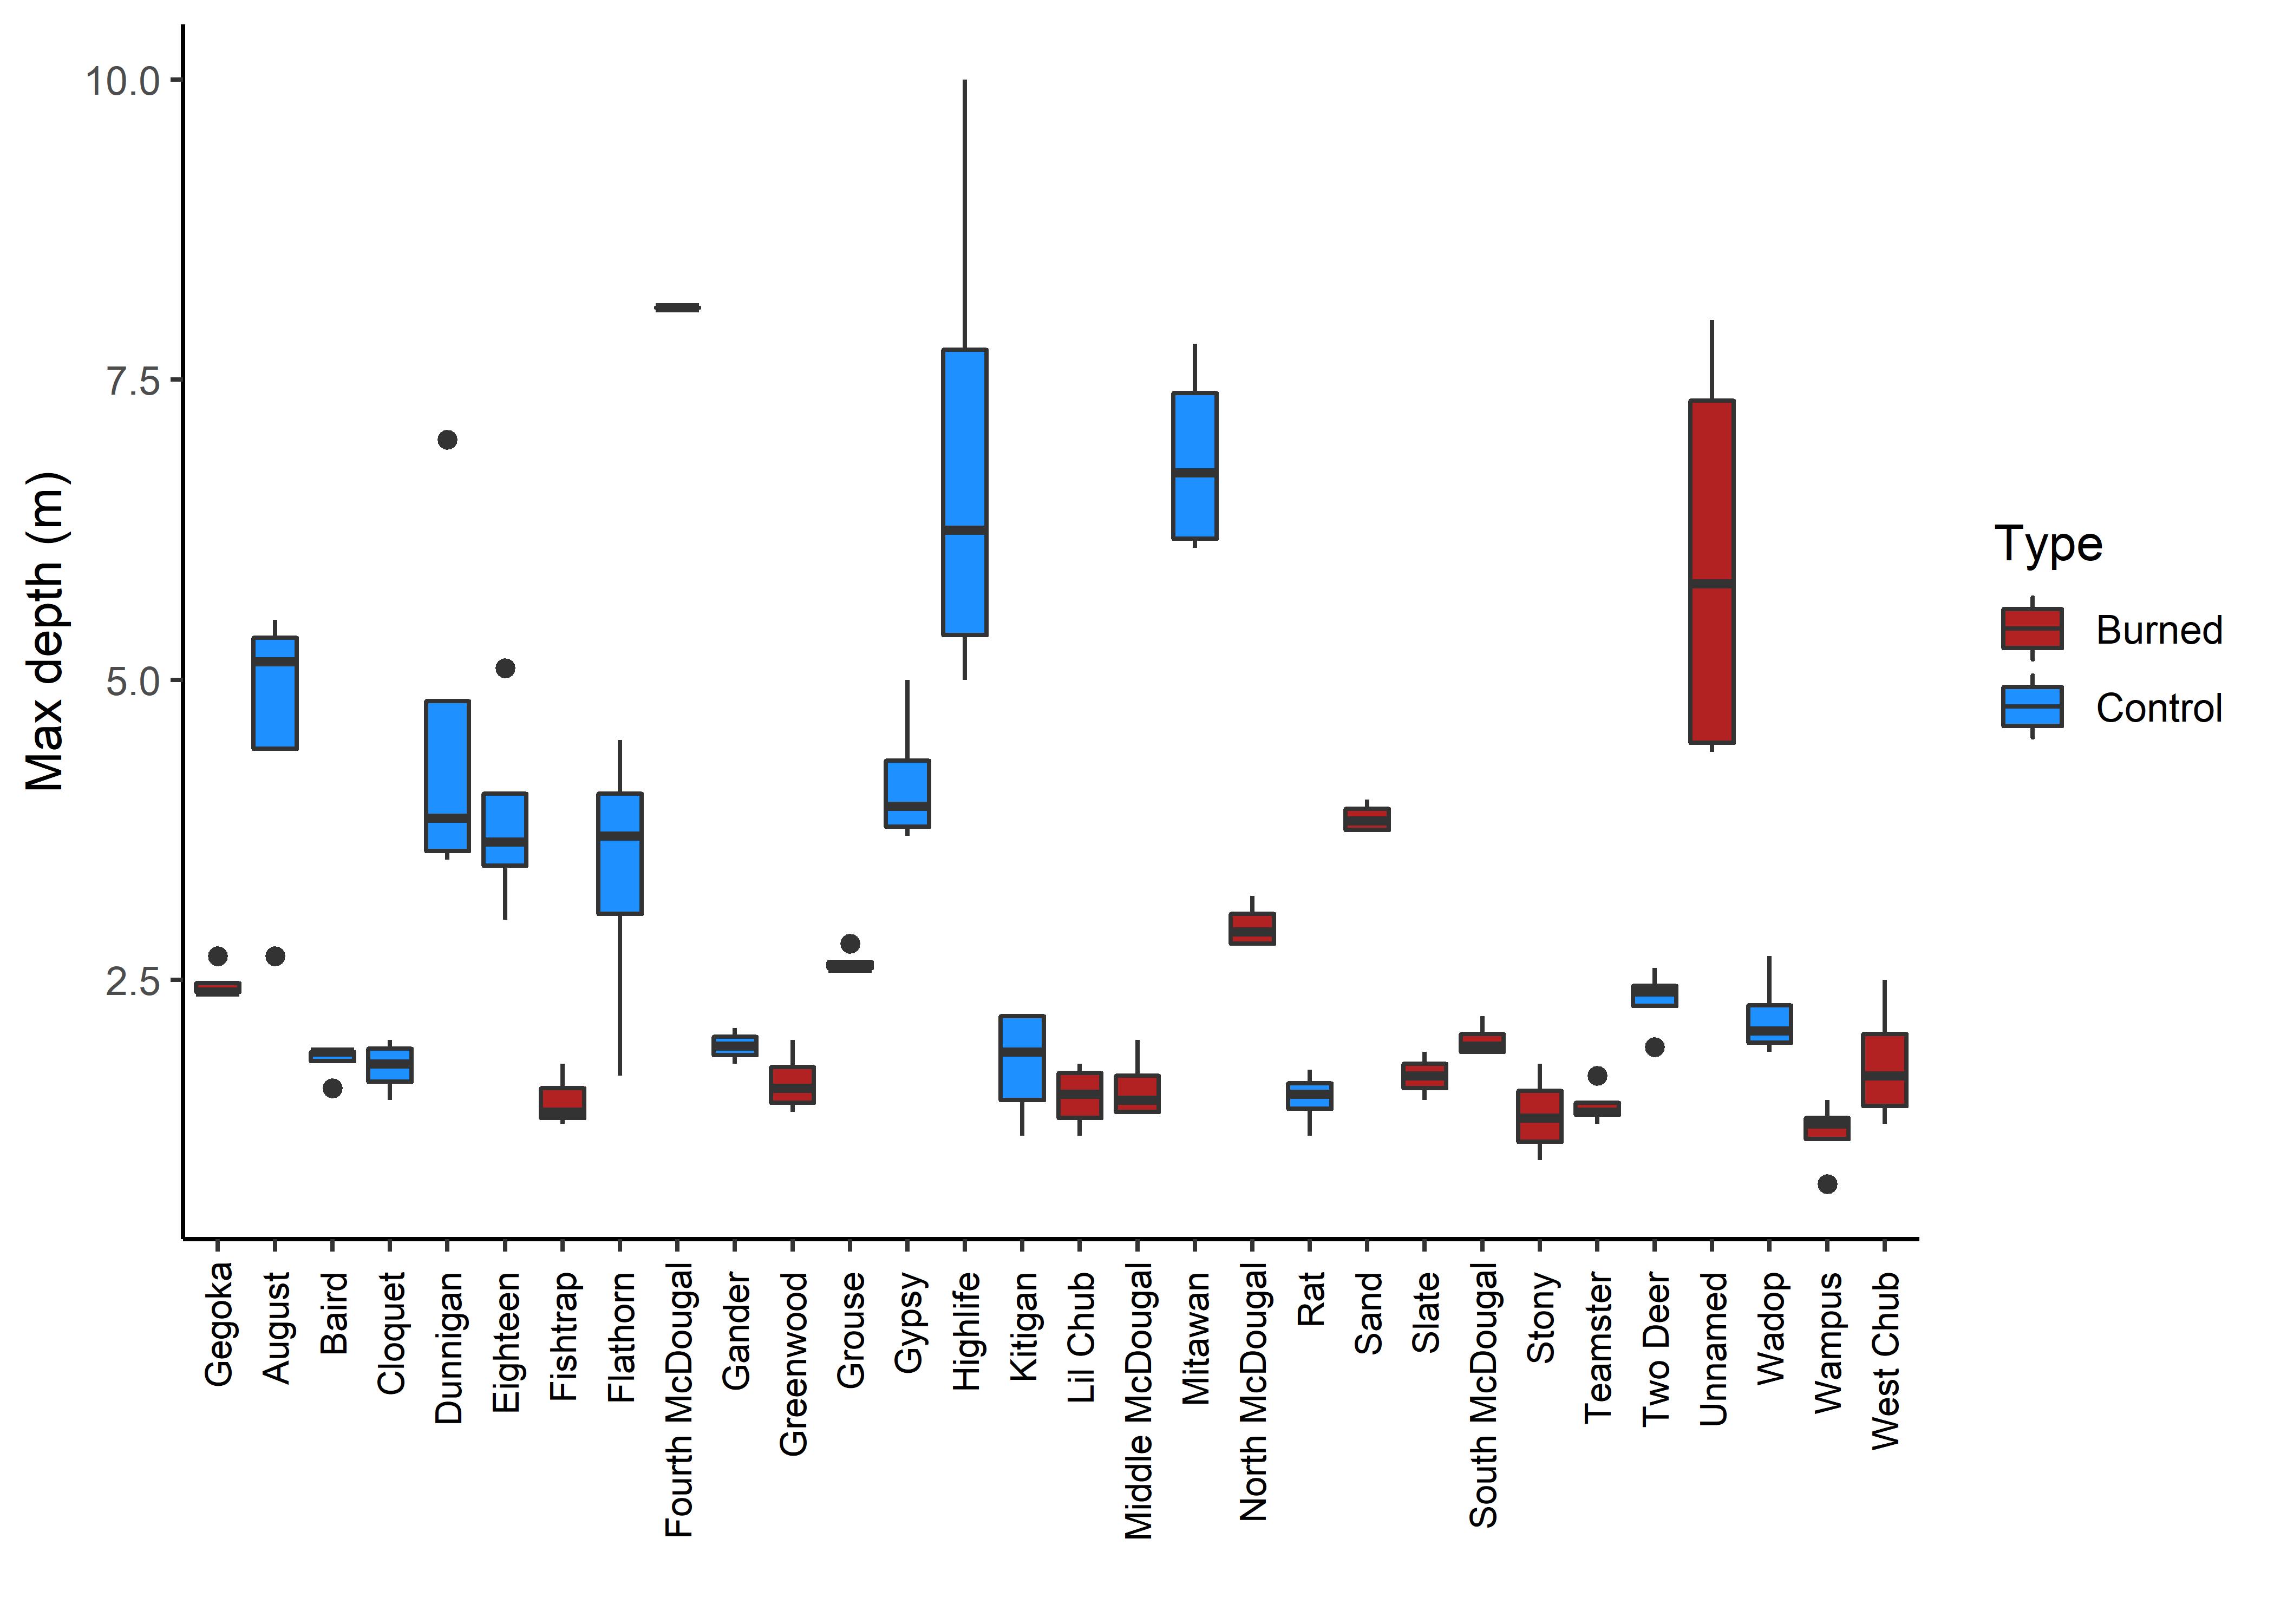 10.0
7.5
5.0
2.5
Max depth (m)
Gegoka
August
Baird
Cloquet
Dunnigan
Eighteen
Fishtrap
Flathorn
Fourth McDougal
Gander
Greenwood
Grouse
Gypsy
Highlife
Kitigan
Lil Chub
Middle McDougal
Mitawan
North McDougal
Rat
Sand
Slate
South McDougal
Stony
Teamster
Two Deer
Unnamed
Wadop
Wampus
West Chub
Type
Burned
Control